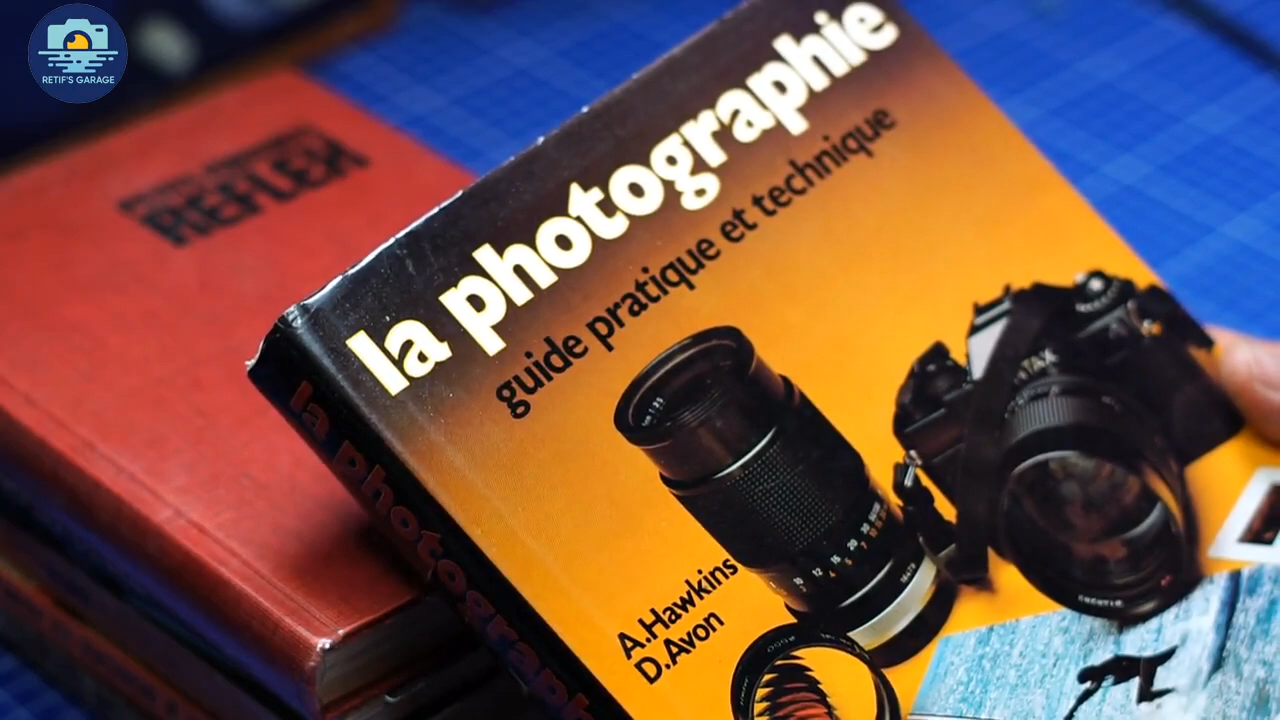 RETIF'S GARAGE
REFLEX
la photographie
guide pratique et technique
A.Hawkins
D.Avon
la photographie